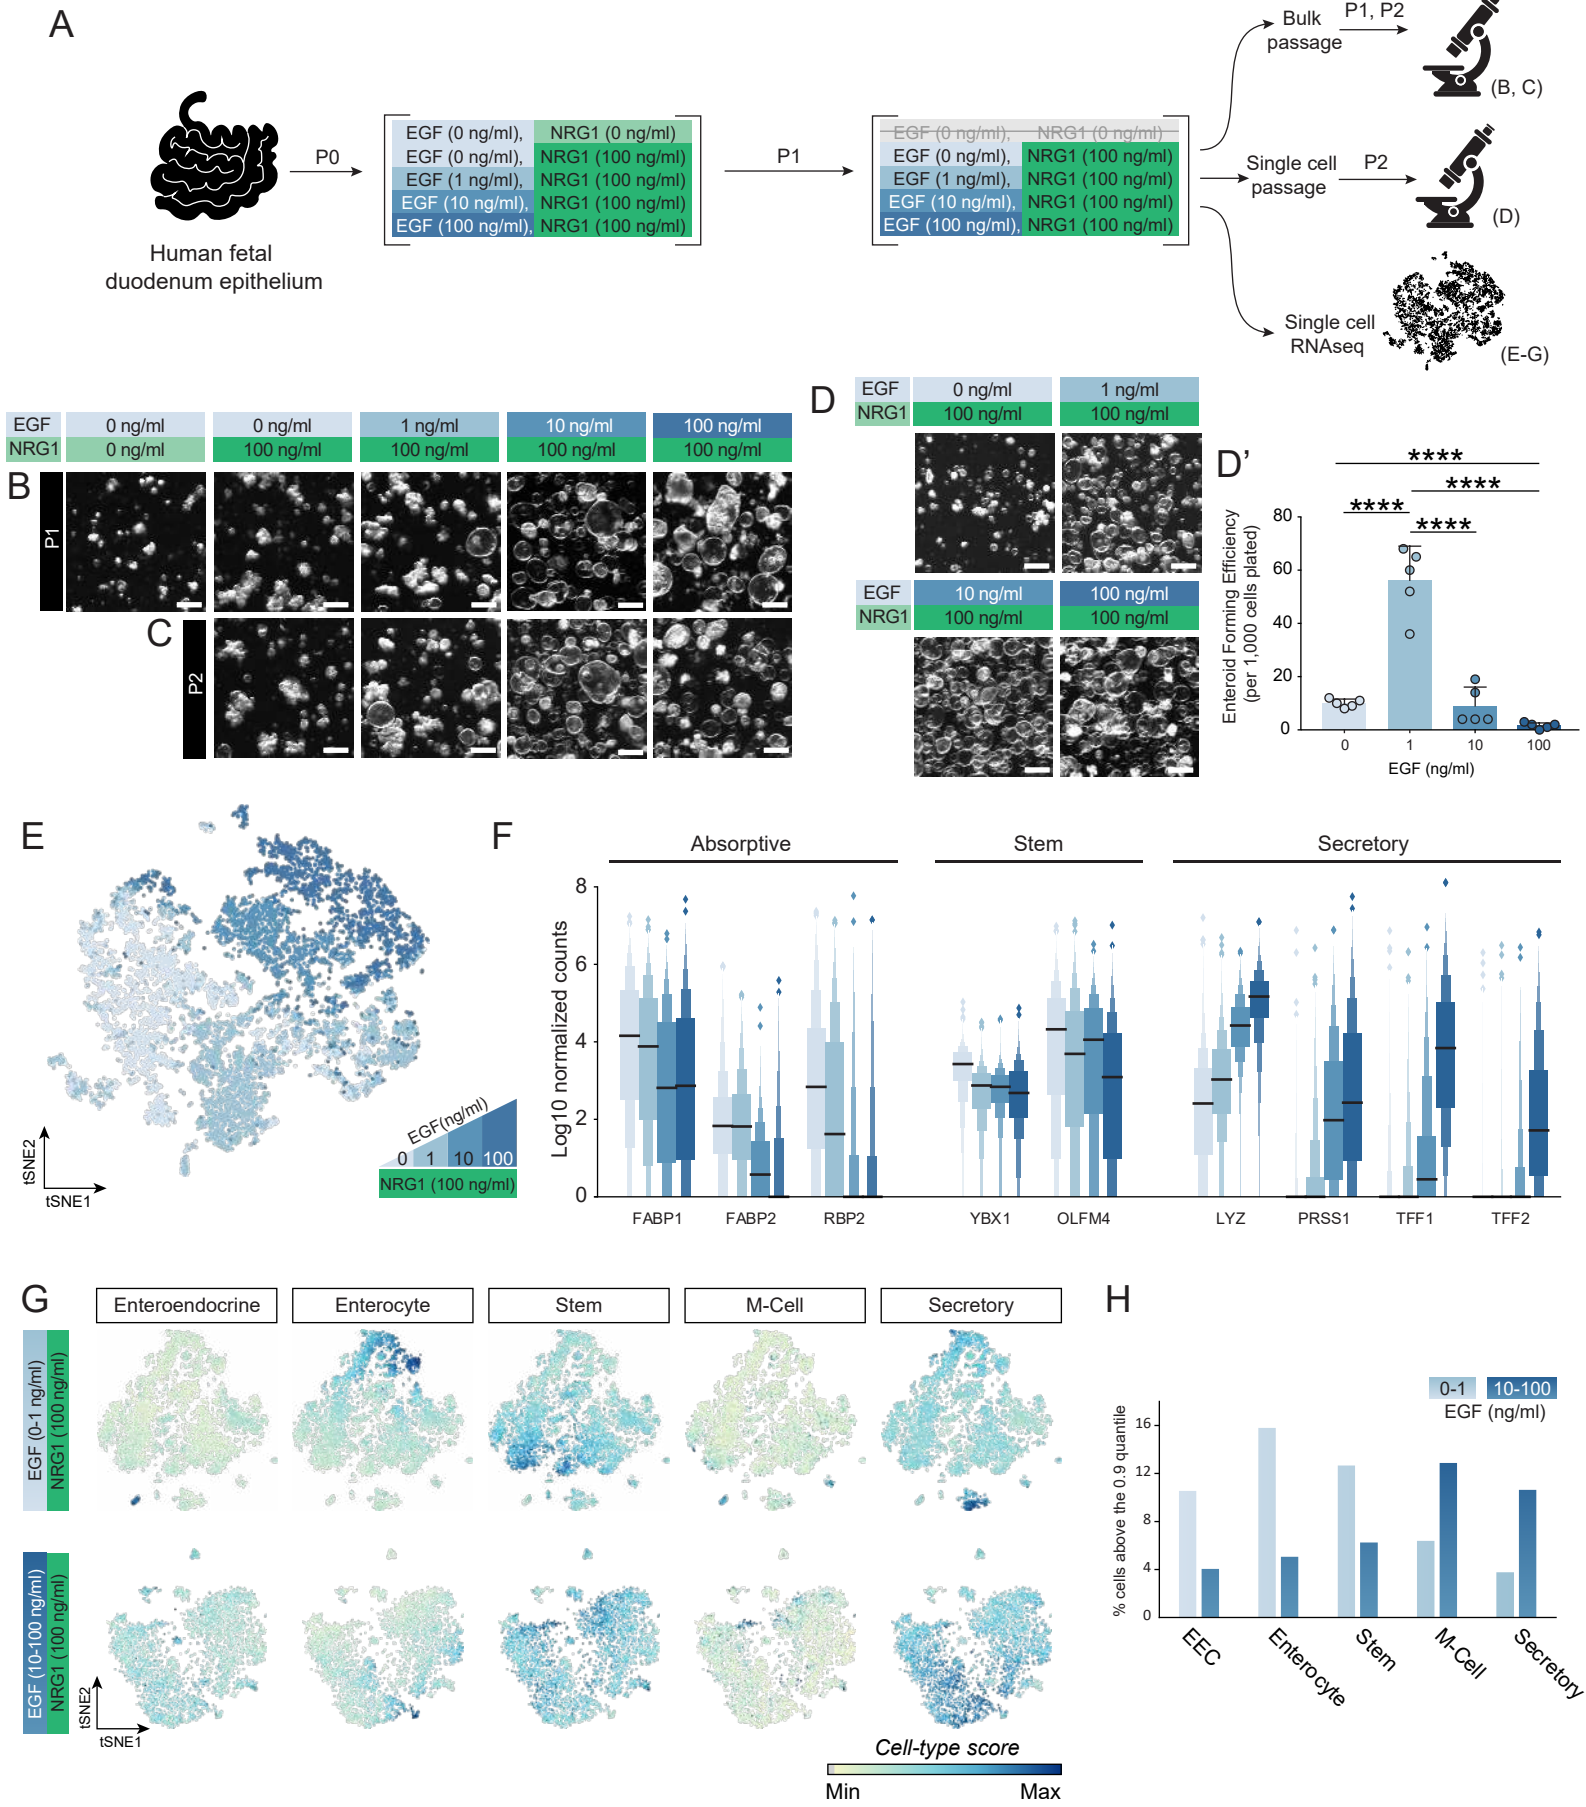 A
Human fetal
duodenum epithelium
P0
EGF (0 ng/ml), NRG1 (0 ng/ml)
EGF (0 ng/ml), NRG1 (100 ng/ml)
EGF (1 ng/ml), NRG1 (100 ng/ml)
EGF (10 ng/ml), NRG1 (100 ng/ml)
EGF (100 ng/ml), NRG1 (100 ng/ml)
P1
EGF (0 ng/ml), NRG1 (0 ng/ml)
EGF (0 ng/ml), NRG1 (100 ng/ml)
EGF (1 ng/ml), NRG1 (100 ng/ml)
EGF (10 ng/ml), NRG1 (100 ng/ml)
EGF (100 ng/ml), NRG1 (100 ng/ml)
Bulk
passage
P1, P2
(B, C)
Single cell
passage
P2
(D)
Single cell
RNAseq
(E-G)
EGF 0 ng/ml 0 ng/ml 1 ng/ml 10 ng/ml 100 ng/ml
NRG1 0 ng/ml 100 ng/ml 100 ng/ml 100 ng/ml 100 ng/ml
B
P1
C
P2
D
EGF 0 ng/ml 1 ng/ml
NRG1 100 ng/ml 100 ng/ml
EGF 10 ng/ml 100 ng/ml
NRG1 100 ng/ml 100 ng/ml
D'
****
****
****
****
Enteroid Forming Efficiency
(per 1,000 cells plated)
80
60
40
20
0
0 1 10 100
EGF (ng/ml)
E
tSNE2
tSNE1
EGF(ng/ml)
0 1 10 100
NRG1 (100 ng/ml)
F
Absorptive Stem Secretory
Log10 normalized counts
8
6
4
2
0
FABP1 FABP2 RBP2 YBX1 OLFM4 LYZ PRSS1 TFF1 TFF2
G
Enteroendocrine Enterocyte Stem M-Cell Secretory
EGF (0-1 ng/ml)
NRG1 (100 ng/ml)
EGF (10-100 ng/ml)
NRG1 (100 ng/ml)
tSNE2
tSNE1
Cell-type score
Min Max
H
0-1 10-100
EGF (ng/ml)
% cells above the 0.9 quantile
16
12
8
4
0
EEC Enterocyte Stem M-Cell Secretory